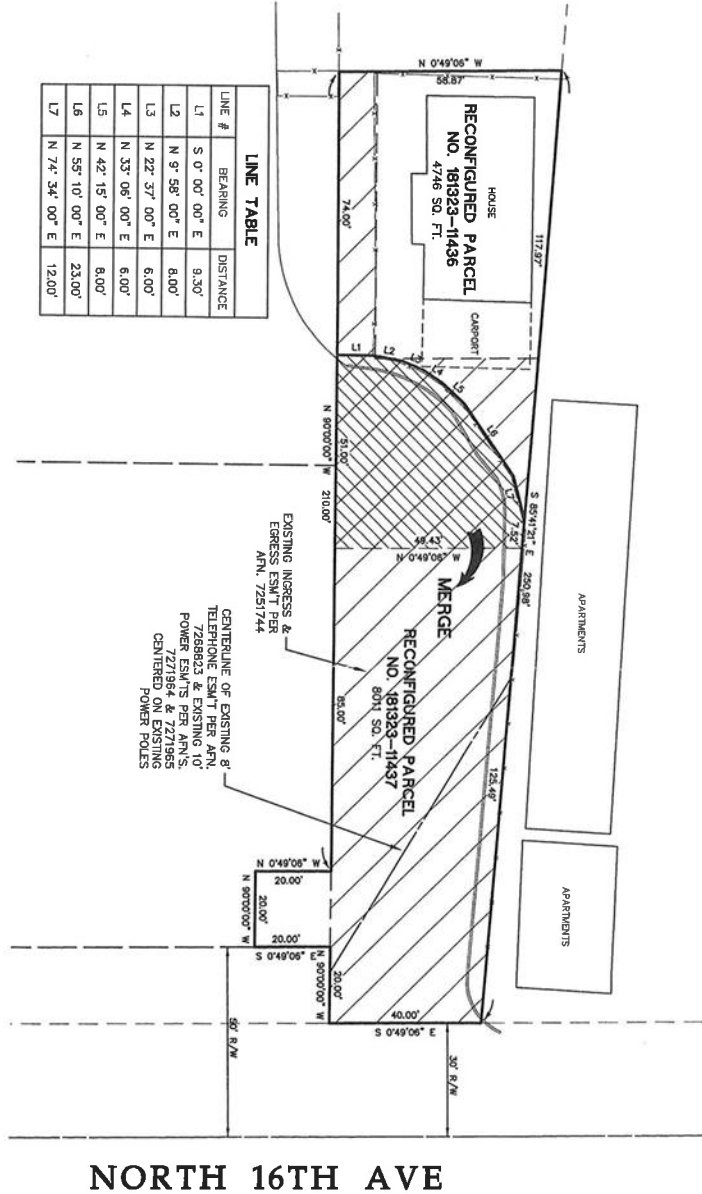 N 0°49'06" W
58.87'
HOUSE
RECONFIGURED PARCEL
NO. 181323-11436
4746 SQ. FT.
117.97'
CARPORT
74.00'
L1
L2
L3
L4
L5
L6
L7
7.52'
51.00'
N 90°00'00" W 210.00'
49.43'
N 0°49'06" W
S 85°41'21" E 250.98'
APARTMENTS
MERGE
RECONFIGURED PARCEL
NO. 181323-11437
8011 SQ. FT.
EXISTING INGRESS &
EGRESS ESM'T PER
AFN. 7251744
CENTERLINE OF EXISTING 8'
TELEPHONE ESM'T PER AFN.
7268823 & EXISTING 10'
POWER ESM'TS PER AFN'S.
7271964 & 7271965
CENTERED ON EXISTING
POWER POLES
85.00'
125.49'
APARTMENTS
N 0°49'06" W
20.00'
20.00'
N 90°00'00" W
20.00'
S 0°49'06" E
N 90°00'00" W
20.00'
40.00'
S 0°49'06" E
30' R/W
50' R/W
LINE TABLE
LINE # BEARING DISTANCE
L1 S 0° 00' 00" E 9.30'
L2 N 9° 58' 00" E 8.00'
L3 N 22° 37' 00" E 6.00'
L4 N 33° 06' 00" E 6.00'
L5 N 42° 15' 00" E 8.00'
L6 N 55° 10' 00" E 23.00'
L7 N 74° 34' 00" E 12.00'
NORTH 16TH AVE